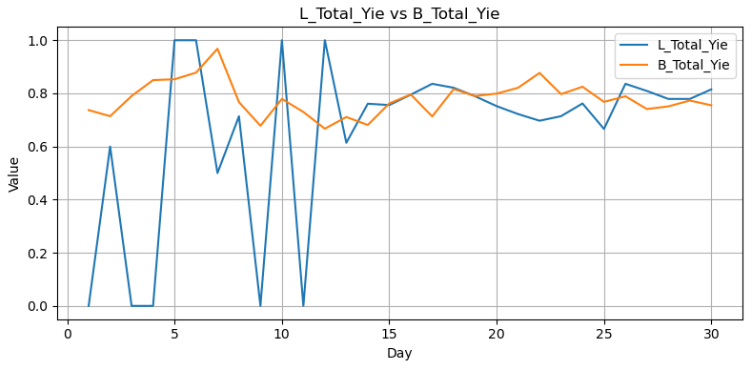 L_Total_Yie vs B_Total_Yie
L_Total_Yie
B_Total_Yie
Value
1.0
0.8
0.6
0.4
0.2
0.0
0 5 10 15 20 25 30
Day